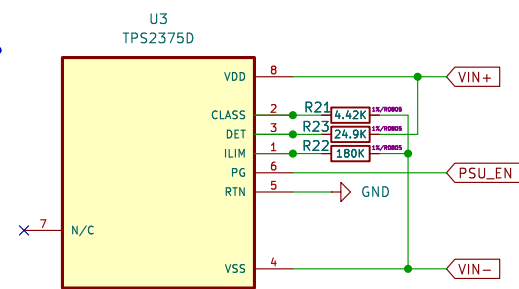 U3
TPS2375D
VDD 8 VIN+
CLASS 2 R21 4.42K 1%/R0805
DET 3 R23 24.9K 1%/R0805
ILIM 1 R22 180K 1%/R0805
PG 6 PSU_EN
RTN 5 GND
7 N/C
VSS 4 VIN-